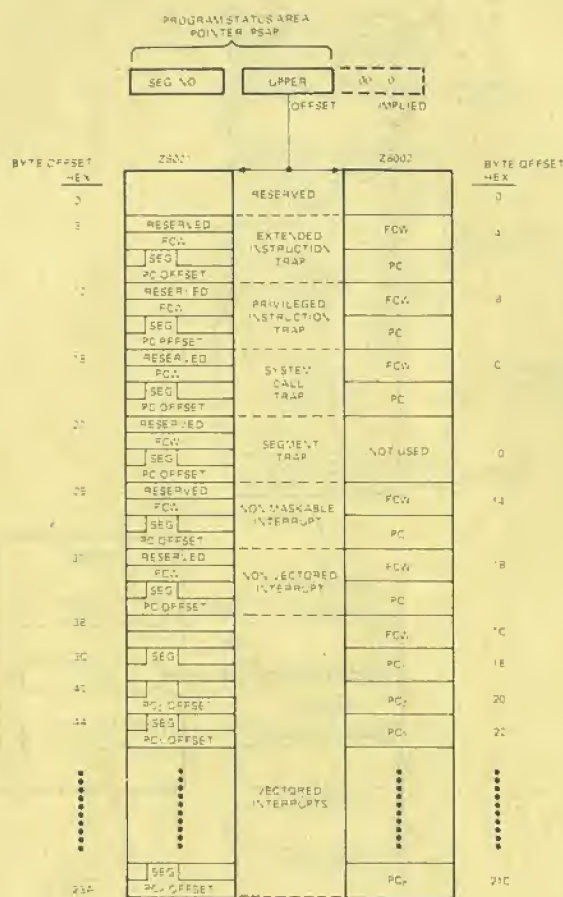 PROGRAM STATUS AREA
POINTER PSAP
SEG NO
UPPER
OFFSET
IMPLIED
BYTE OFFSET
HEX
Z8001
Z8002
BYTE OFFSET
HEX
0
RESERVED
0
RESERVED
FCW
SEG
PC OFFSET
EXTENDED
INSTRUCTION
TRAP
FCW
PC
4
RESERVED
FCW
SEG
PC OFFSET
PRIVILEGED
INSTRUCTION
TRAP
FCW
PC
8
RESERVED
FCW
SEG
PC OFFSET
SYSTEM
CALL
TRAP
FCW
PC
C
RESERVED
FCW
SEG
PC OFFSET
SEGMENT
TRAP
NOT USED
10
RESERVED
FCW
SEG
PC OFFSET
NON MASKABLE
INTERRUPT
FCW
PC
14
RESERVED
FCW
SEG
PC OFFSET
NON VECTORED
INTERRUPT
FCW
PC
18
FCW
1C
3C
SEG
1E
PC OFFSET
20
44
SEG
PC OFFSET
VECTORED
INTERRUPTS
23A
SEG
OFFSET
21C